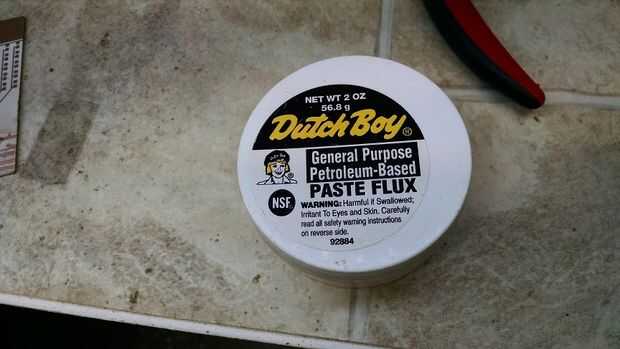 NET WT 2 OZ
56.8 g
Dutch Boy®
General Purpose
Petroleum-Based
PASTE FLUX
NSF
WARNING: Harmful if Swallowed;
Irritant To Eyes and Skin. Carefully
read all safety warning instructions
on reverse side.
92884